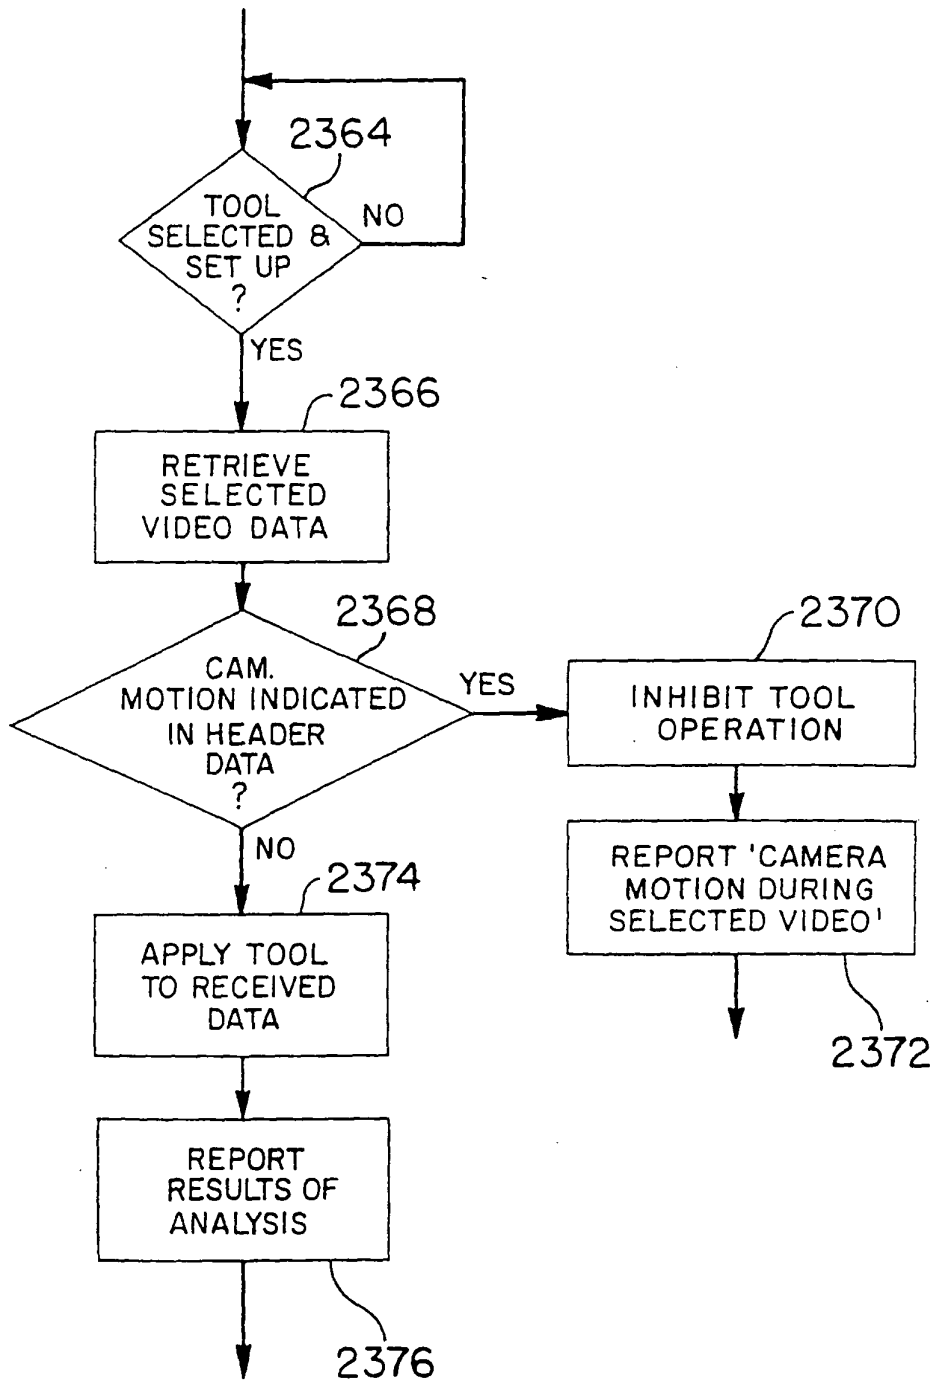 2364
TOOL
SELECTED &
SET UP
?
NO
YES
2366
RETRIEVE
SELECTED
VIDEO DATA
2368
CAM.
MOTION INDICATED
IN HEADER
DATA
?
YES
2370
INHIBIT TOOL
OPERATION
REPORT 'CAMERA
MOTION DURING
SELECTED VIDEO'
2372
NO
2374
APPLY TOOL
TO RECEIVED
DATA
REPORT
RESULTS OF
ANALYSIS
2376